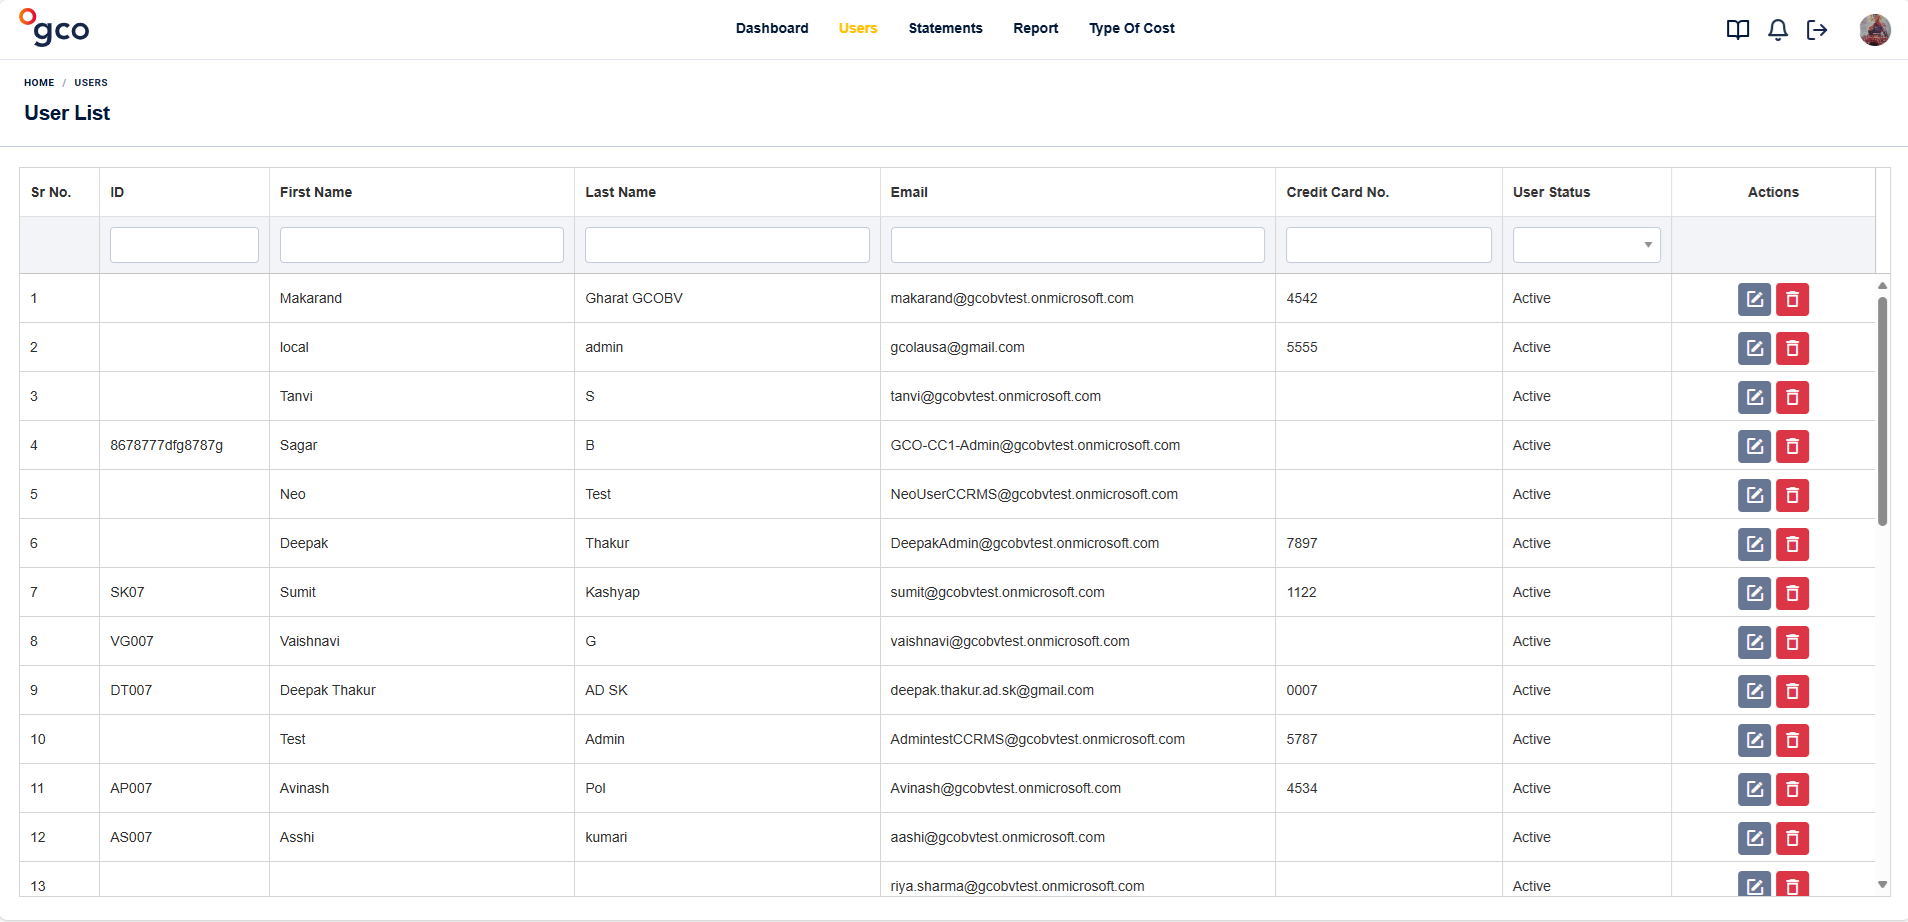 gco
Dashboard Users Statements Report Type Of Cost
HOME / USERS
User List
Sr No. ID First Name Last Name Email Credit Card No. User Status Actions
1 Makarand Gharat GCOBV makarand@gcobvtest.onmicrosoft.com 4542 Active
2 local admin gcolausa@gmail.com 5555 Active
3 Tanvi S tanvi@gcobvtest.onmicrosoft.com Active
4 8678777dfg8787g Sagar B GCO-CC1-Admin@gcobvtest.onmicrosoft.com Active
5 Neo Test NeoUserCCRMS@gcobvtest.onmicrosoft.com Active
6 Deepak Thakur DeepakAdmin@gcobvtest.onmicrosoft.com 7897 Active
7 SK07 Sumit Kashyap sumit@gcobvtest.onmicrosoft.com 1122 Active
8 VG007 Vaishnavi G vaishnavi@gcobvtest.onmicrosoft.com Active
9 DT007 Deepak Thakur AD SK deepak.thakur.ad.sk@gmail.com 0007 Active
10 Test Admin AdmintestCCRMS@gcobvtest.onmicrosoft.com 5787 Active
11 AP007 Avinash Pol Avinash@gcobvtest.onmicrosoft.com 4534 Active
12 AS007 Asshi kumari aashi@gcobvtest.onmicrosoft.com Active
13 riya.sharma@gcobvtest.onmicrosoft.com Active